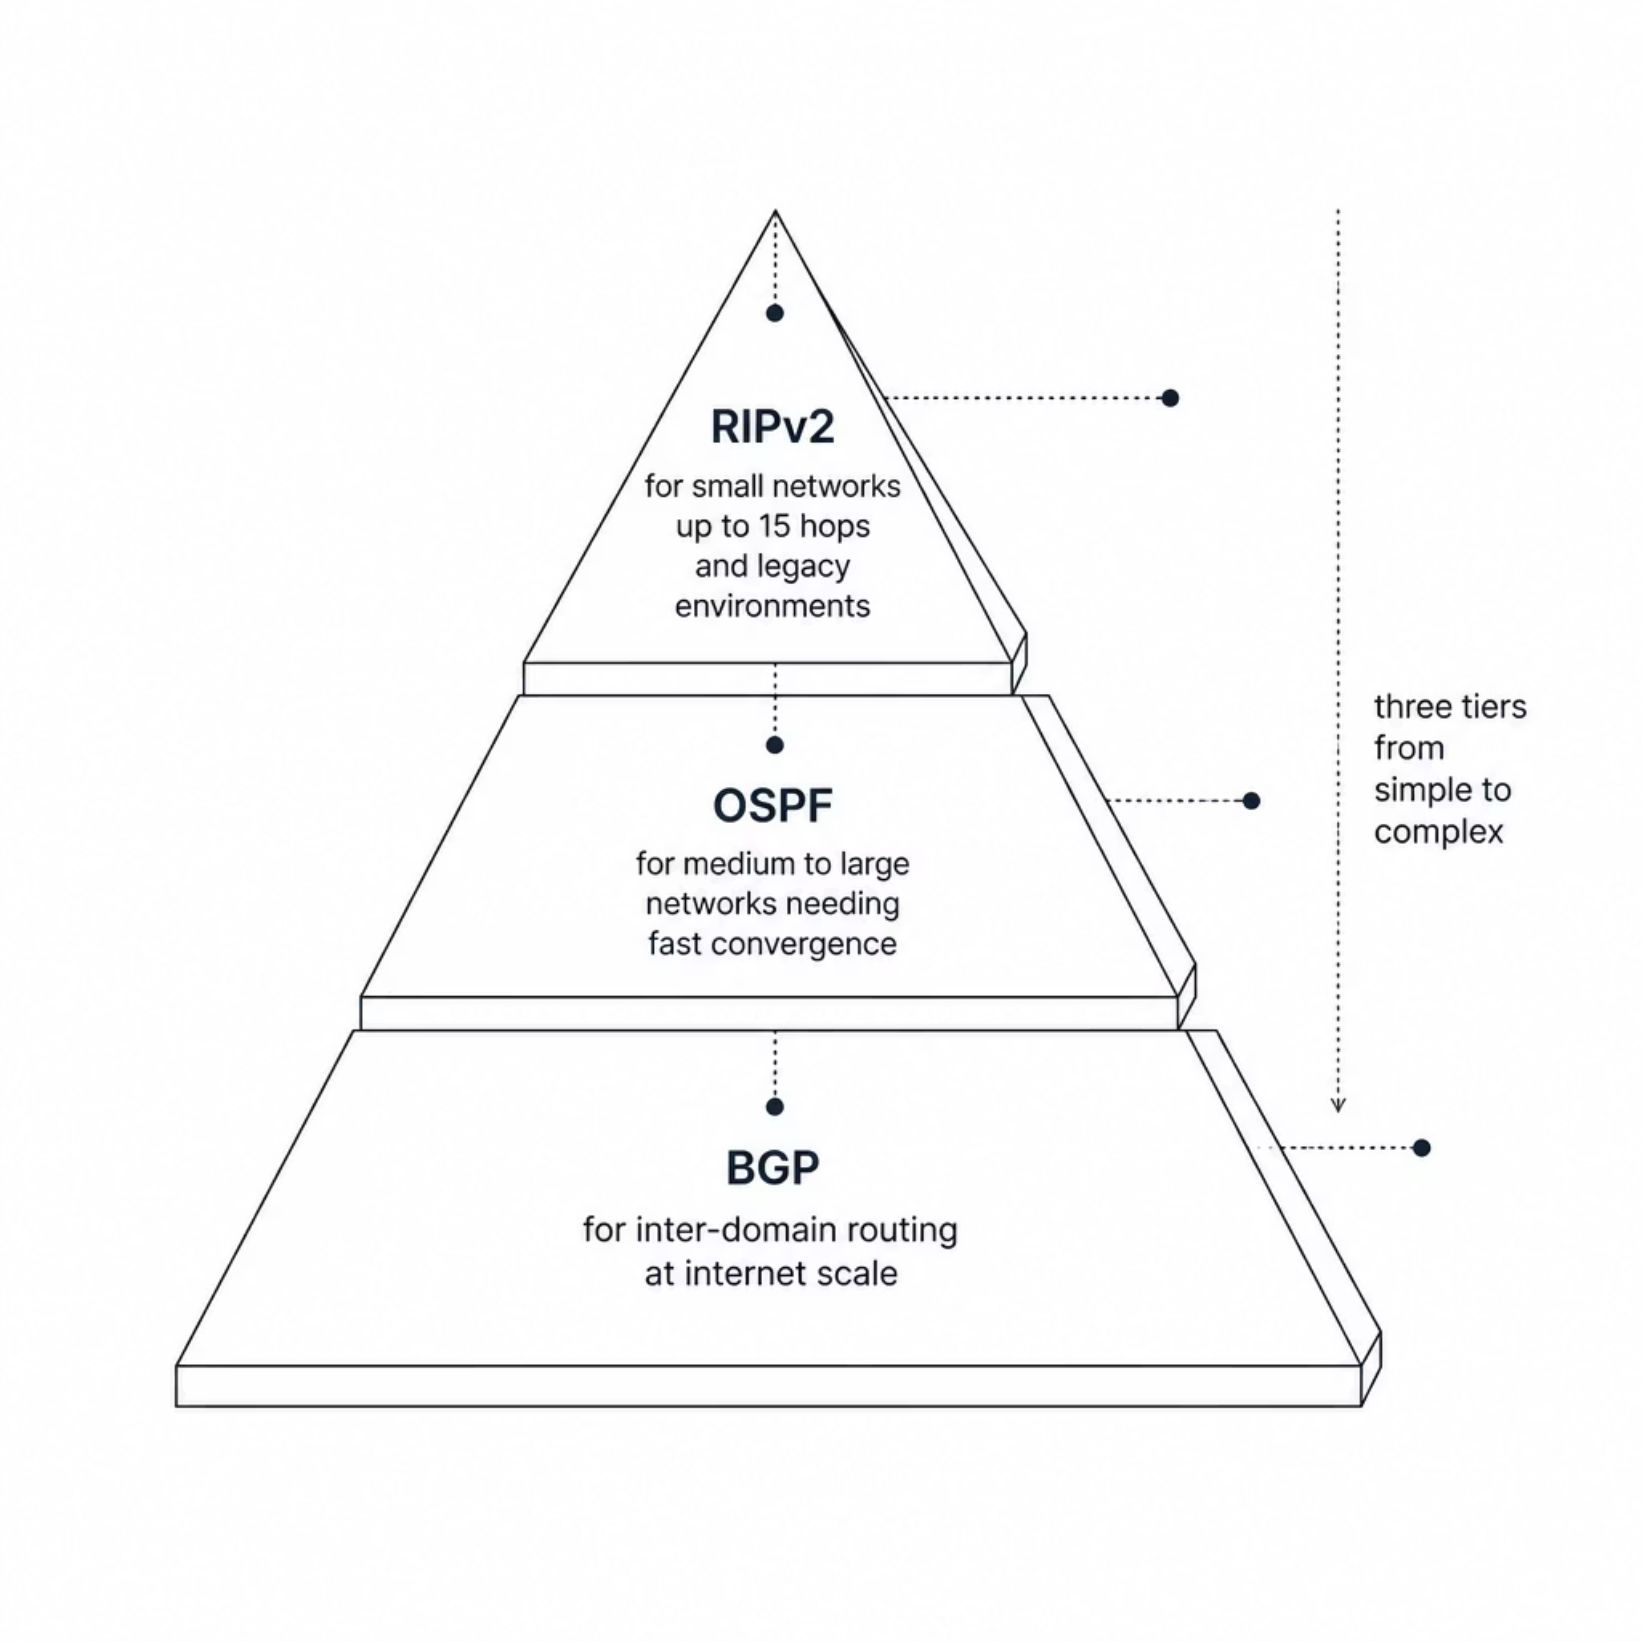 RIPv2
for small networks
up to 15 hops
and legacy
environments
OSPF
for medium to large
networks needing
fast convergence
three tiers
from
simple to
complex
BGP
for inter-domain routing
at internet scale